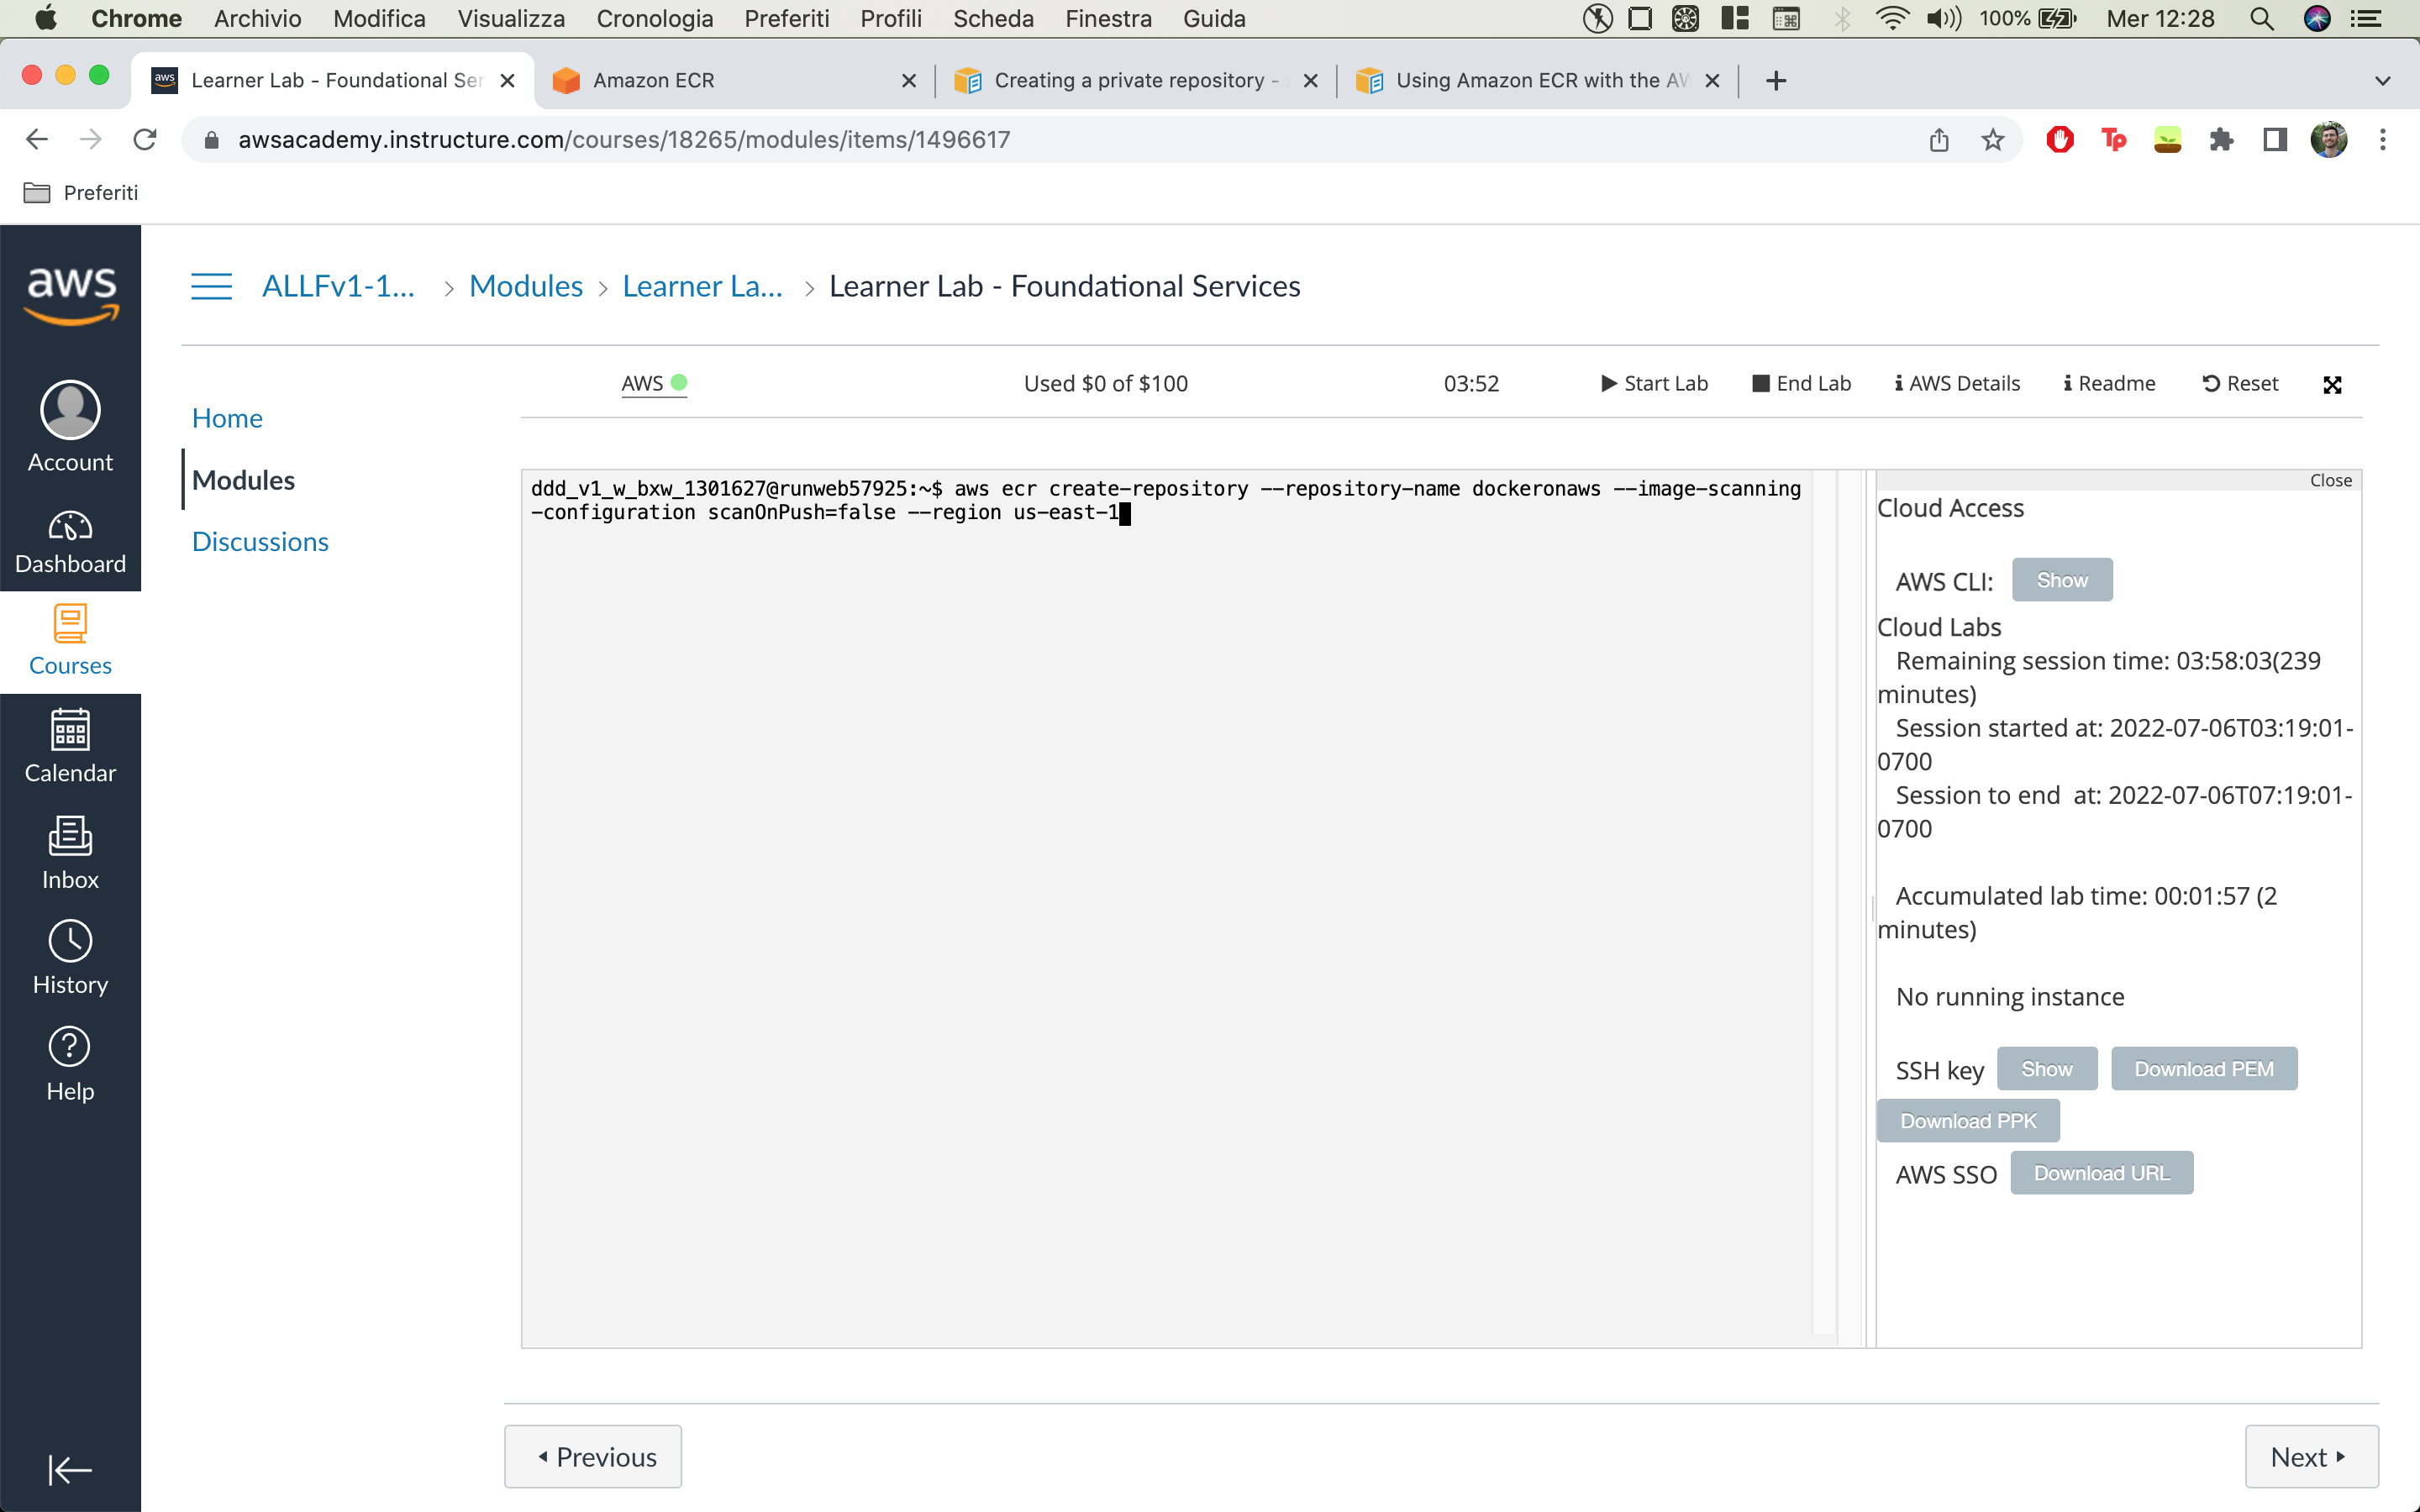 Chrome Archivio Modifica Visualizza Cronologia Preferiti Profili Scheda Finestra Guida 100% Mer 12:28
aws Learner Lab - Foundational Ser Amazon ECR Creating a private repository - Using Amazon ECR with the AW
awsacademy.instructure.com/courses/18265/modules/items/1496617 Tp
Preferiti
aws
Account
Dashboard
Courses
Calendar
Inbox
History
Help
ALLFv1-1... > Modules > Learner La... > Learner Lab - Foundational Services
Home
Modules
Discussions
AWS Used $0 of $100 03:52 Start Lab End Lab AWS Details Readme Reset
ddd_v1_w_bxw_1301627@runweb57925:~$ aws ecr create-repository --repository-name dockeronaws --image-scanning
-configuration scanOnPush=false --region us-east-1
Close
Cloud Access
AWS CLI: Show
Cloud Labs
Remaining session time: 03:58:03(239
minutes)
Session started at: 2022-07-06T03:19:01-
0700
Session to end at: 2022-07-06T07:19:01-
0700
Accumulated lab time: 00:01:57 (2
minutes)
No running instance
SSH key Show Download PEM
Download PPK
AWS SSO Download URL
Previous
Next